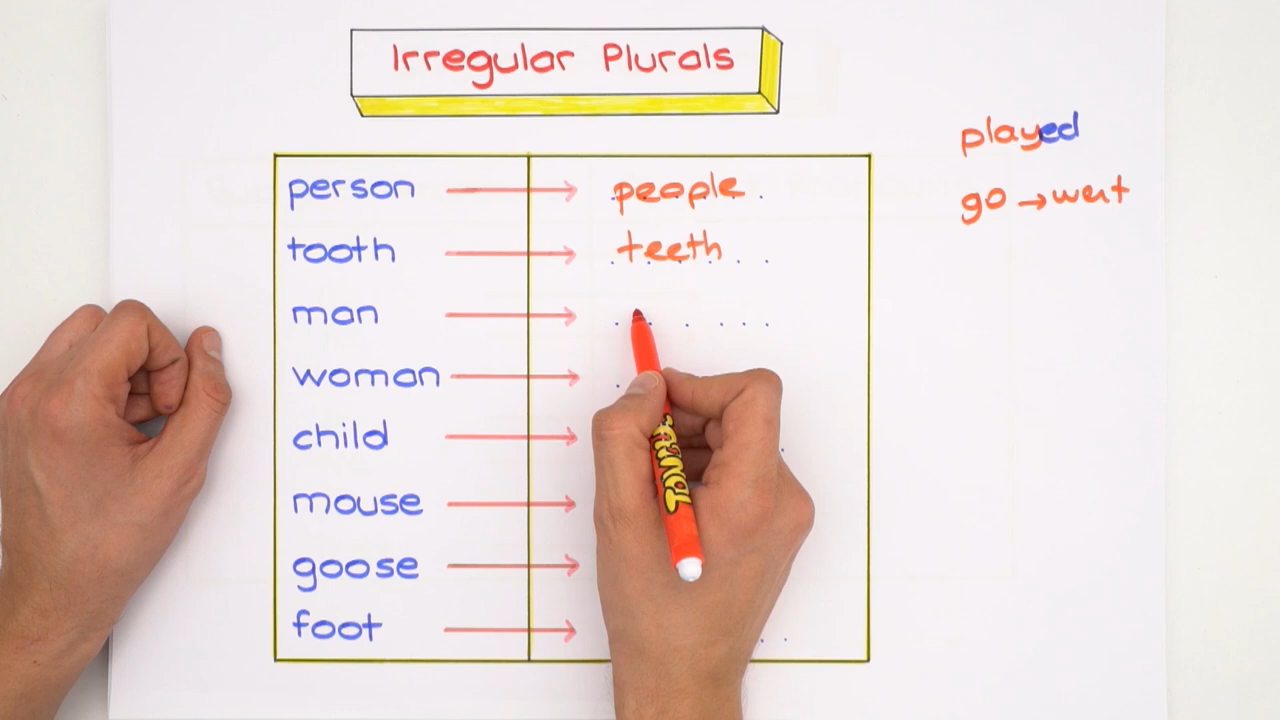 Irregular Plurals
person → people
tooth → teeth
man →
woman →
child →
mouse →
goose →
foot →
played
go → went